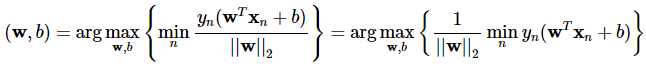 (w, b) = arg max_{w,b} { min_n y_n(w^T x_n + b) / ||w||_2 } = arg max_{w,b} { 1 / ||w||_2 min_n y_n(w^T x_n + b) }